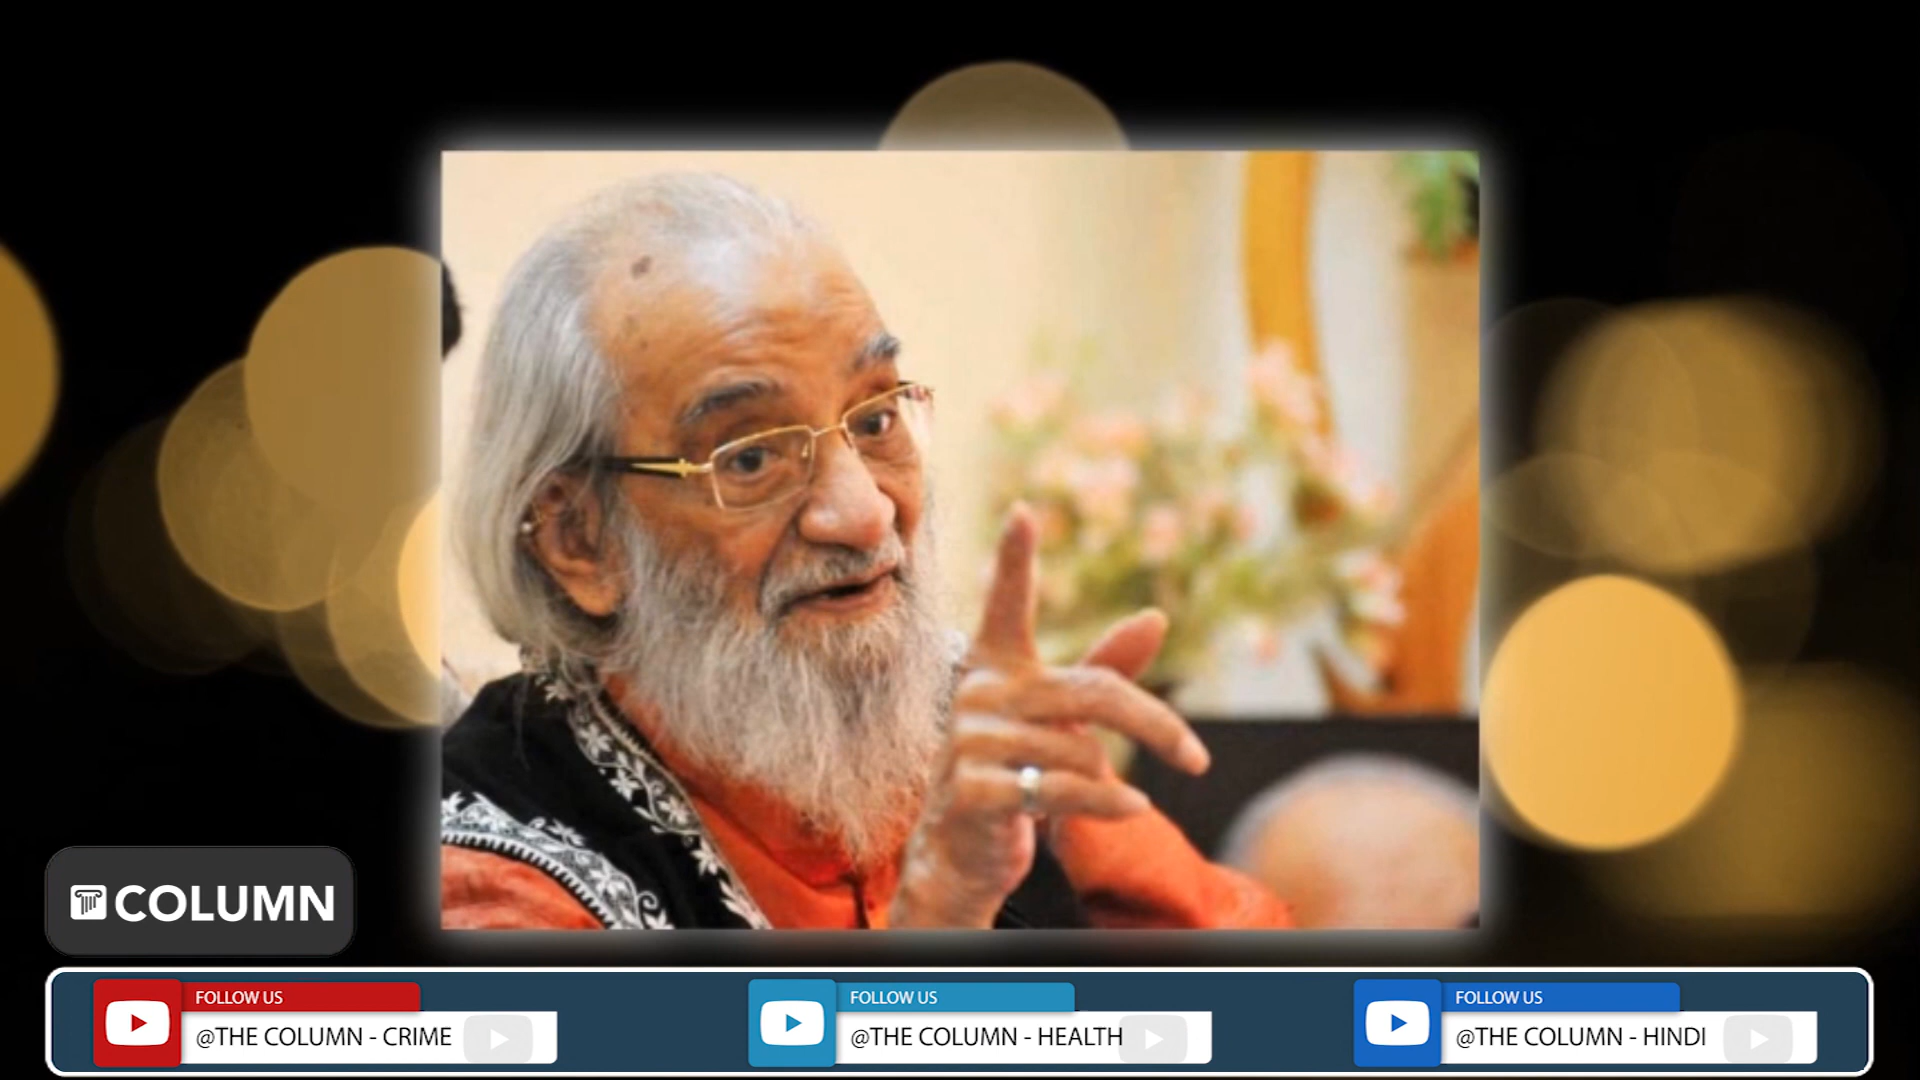 COLUMN
FOLLOW US
@THE COLUMN - CRIME
FOLLOW US
@THE COLUMN - HEALTH
FOLLOW US
@THE COLUMN - HINDI